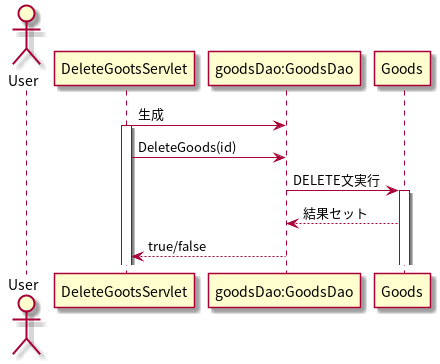 User
DeleteGootsServlet
goodsDao:GoodsDao
Goods
生成
DeleteGoods(id)
DELETE文実行
結果セット
true/false
User
DeleteGootsServlet
goodsDao:GoodsDao
Goods